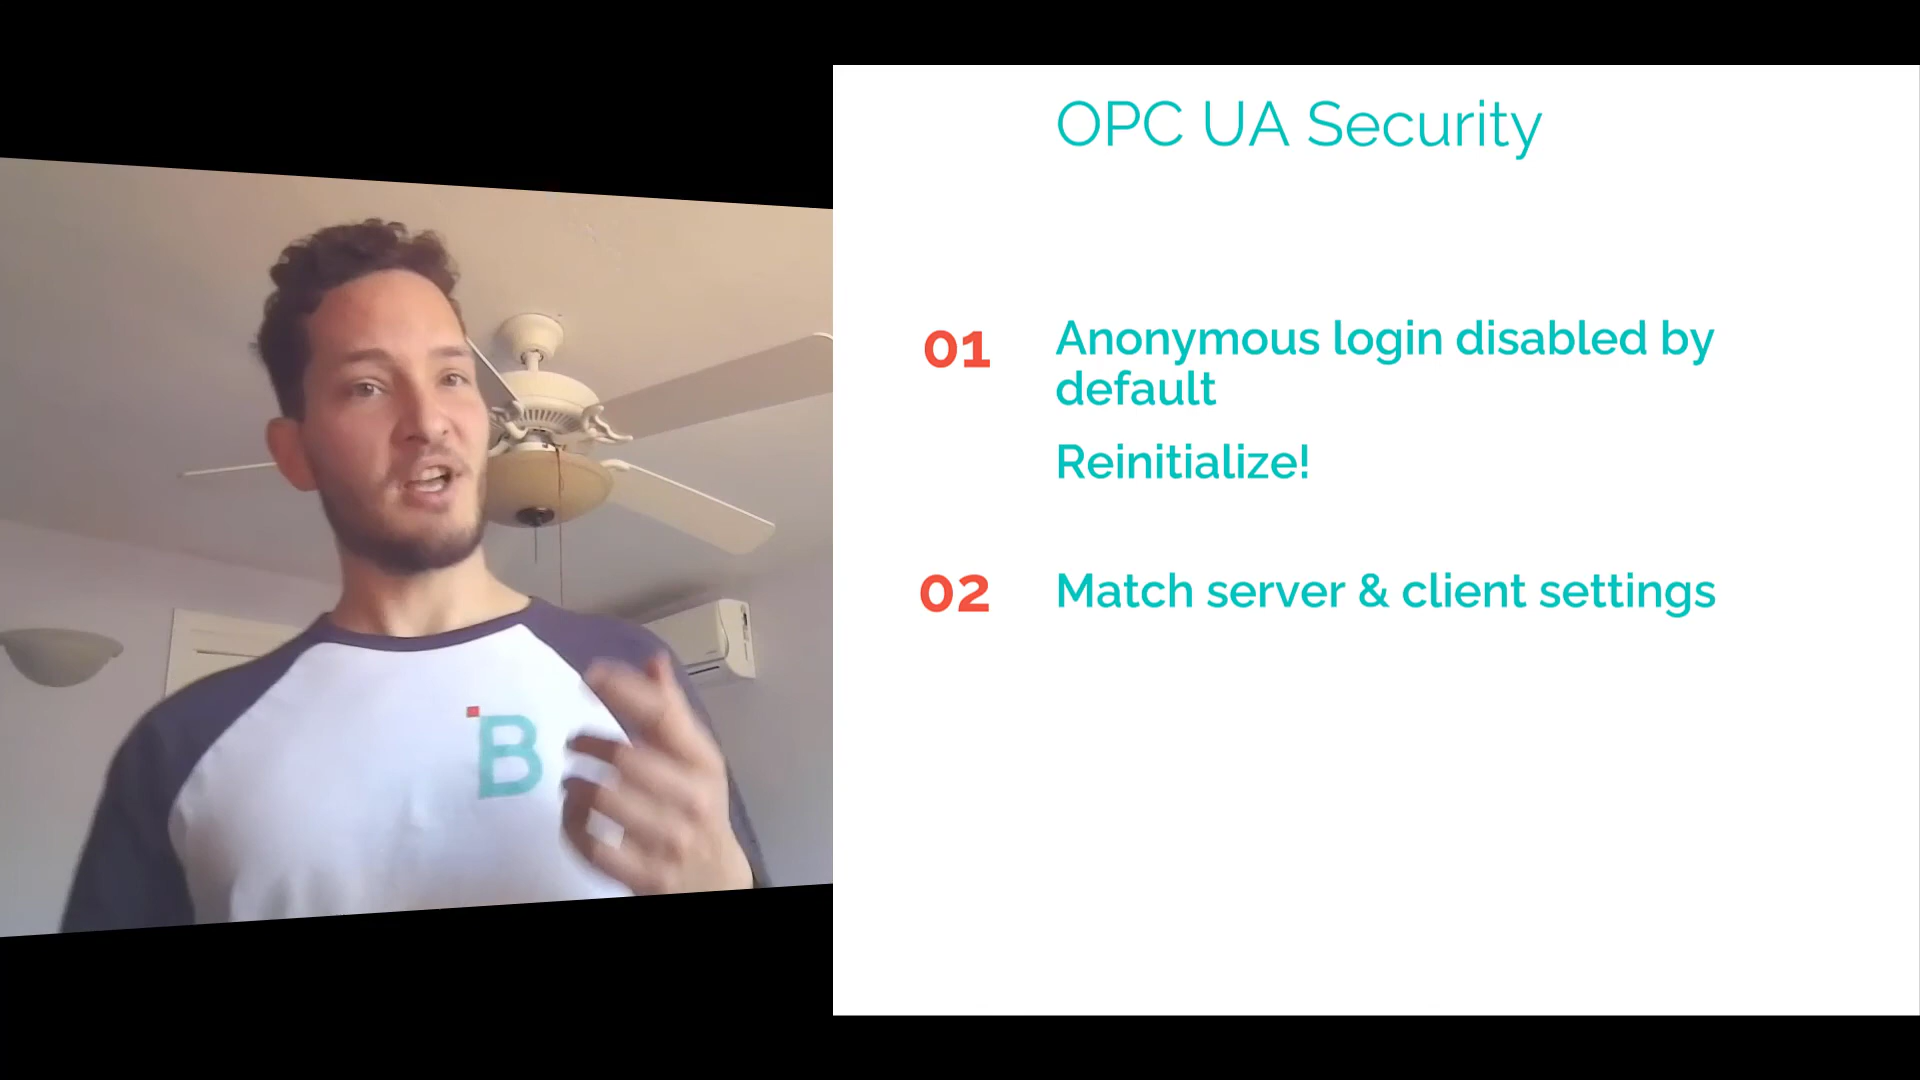 OPC UA Security
01 Anonymous login disabled by
default
Reinitialize!
02 Match server & client settings
B